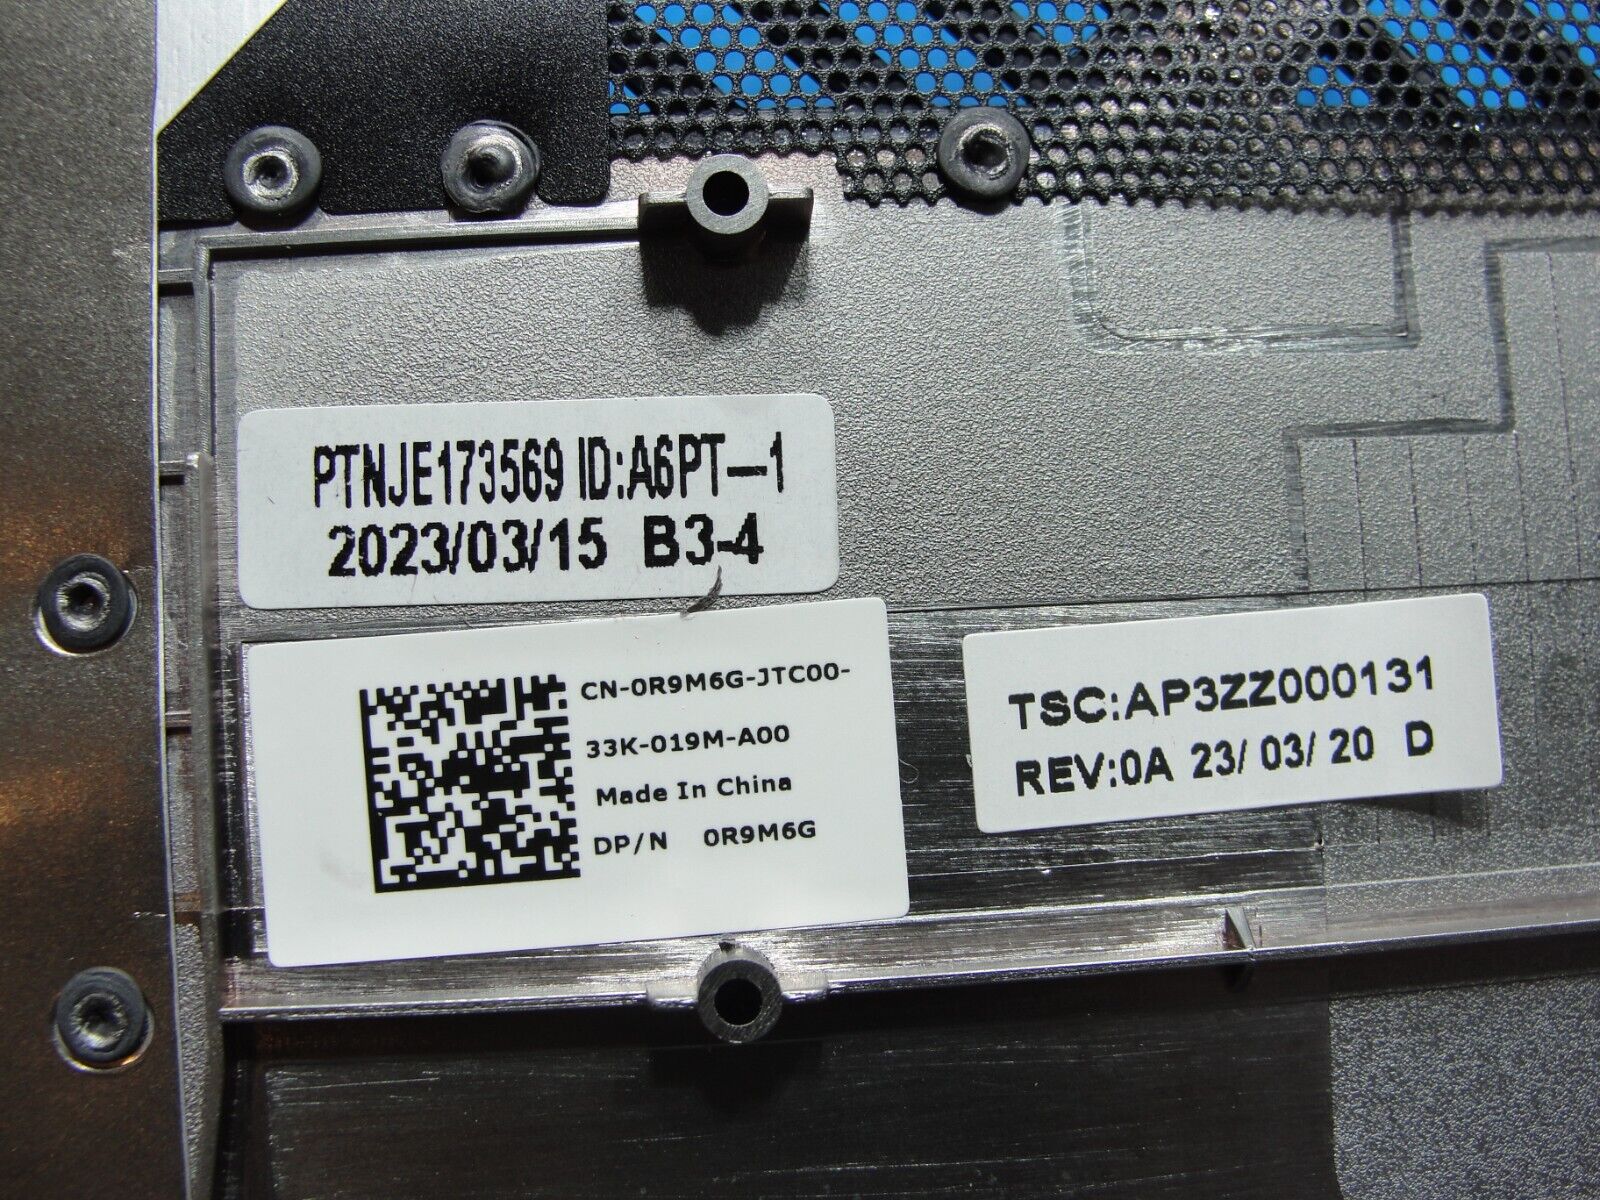 PTNJE173569 ID:A6PT-1
2023/03/15 B3-4
CN-0R9M6G-JTC00-
33K-019M-A00
Made In China
DP/N 0R9M6G
TSC:AP3ZZ000131
REV:0A 23/ 03/ 20 D